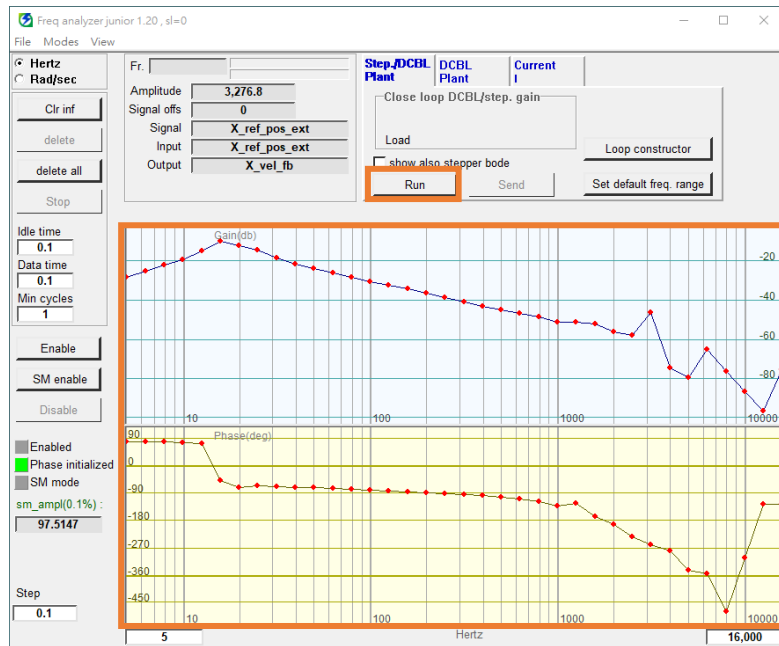 Freq analyzer junior 1.20 , sl=0
File Modes View
Hertz
Rad/sec
Clr inf
delete
delete all
Stop
Idle time
0.1
Data time
0.1
Min cycles
1
Enable
SM enable
Disable
Enabled
Phase initialized
SM mode
sm_ampl(0.1%) :
97.5147
Step
0.1
Fr.
Amplitude 3,276.8
Signal offs 0
Signal X_ref_pos_ext
Input X_ref_pos_ext
Output X_vel_fb
Step./DCBL Plant
DCBL Plant
Current l
Close loop DCBL/step. gain
Load
show also stepper bode
Run
Send
Loop constructor
Set default freq. range
Gain(db)
-20
-40
-60
-80
10 100 1000 10000
Phase(deg)
90
0
-90
-180
-270
-360
-450
10 100 1000 10000
5 Hertz 16,000